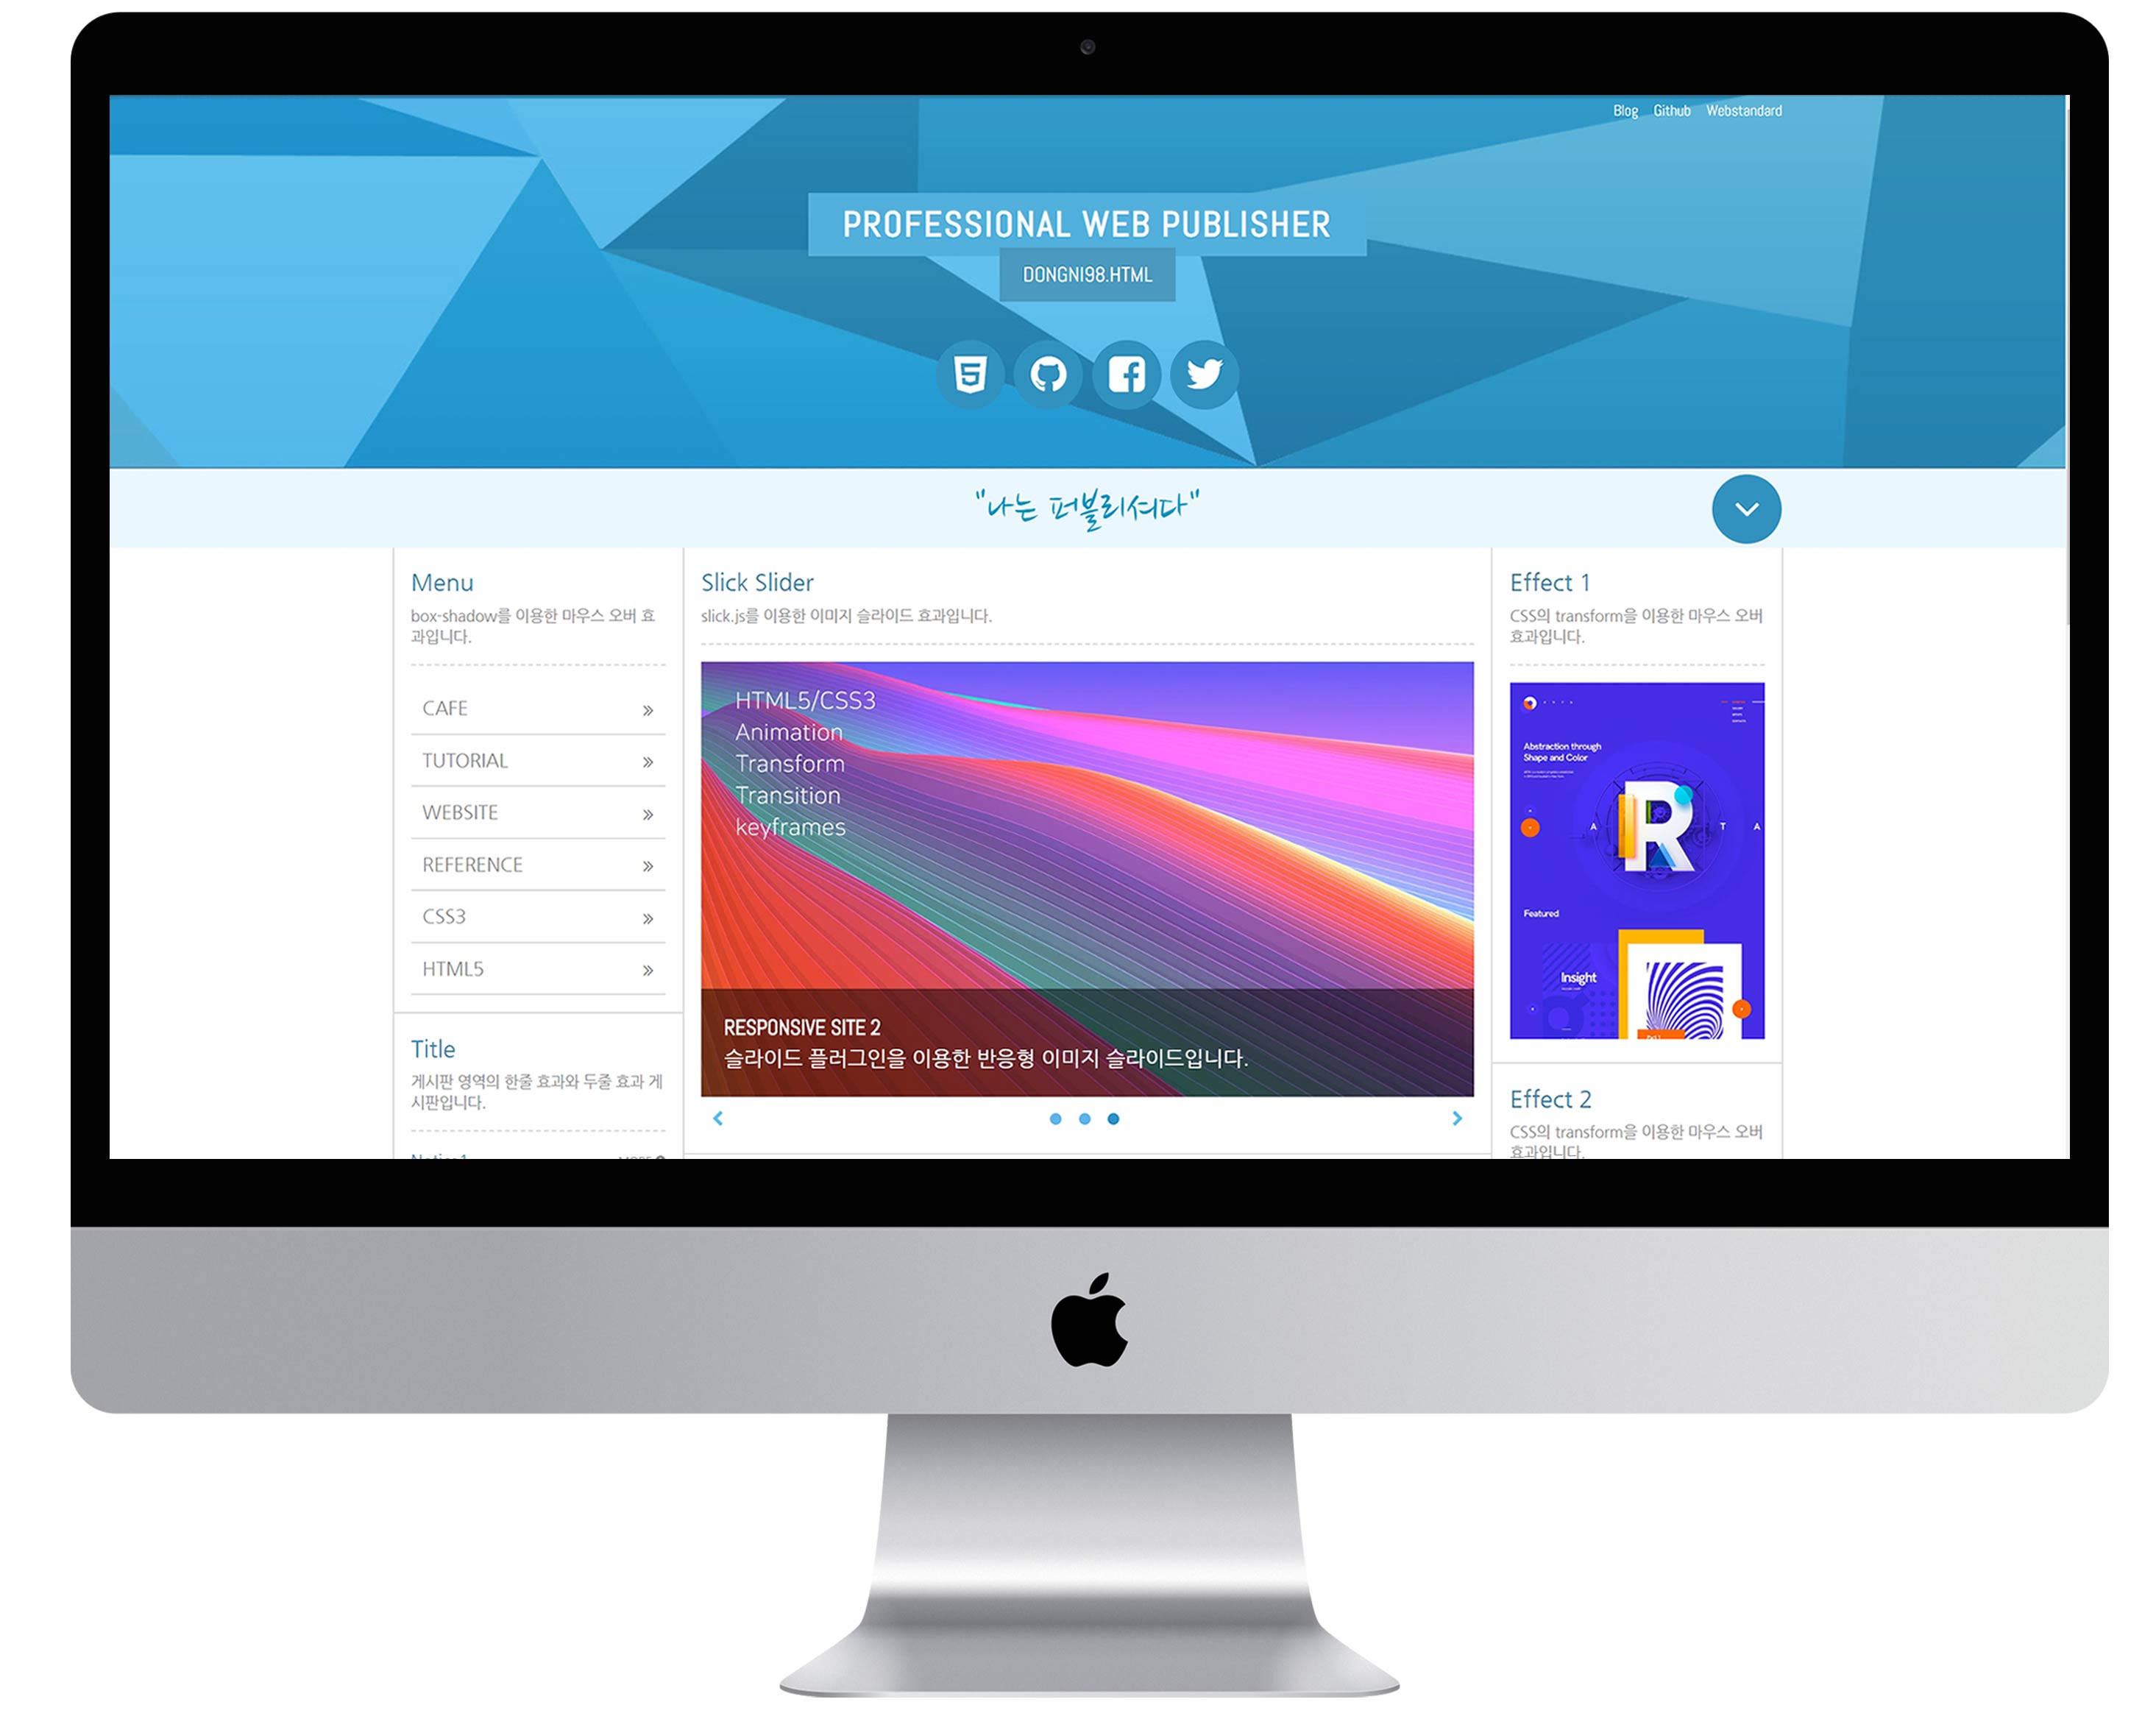 Blog Github Webstandard
PROFESSIONAL WEB PUBLISHER
DONGNI98.HTML
"나는 퍼블리셔다"
Menu
box-shadow를 이용한 마우스 오버 효
과입니다.
CAFE
TUTORIAL
WEBSITE
REFERENCE
CSS3
HTML5
Title
게시판 영역의 한줄 효과와 두줄 효과 게
시판입니다.
Slick Slider
slick.js를 이용한 이미지 슬라이드 효과입니다.
HTML5/CSS3
Animation
Transform
Transition
keyframes
RESPONSIVE SITE 2
슬라이드 플러그인을 이용한 반응형 이미지 슬라이드입니다.
Effect 1
CSS의 transform을 이용한 마우스 오버
효과입니다.
Abstraction through
Shape and Color
A R T A
Featured
Insight
Effect 2
CSS의 transform을 이용한 마우스 오버
효과입니다.